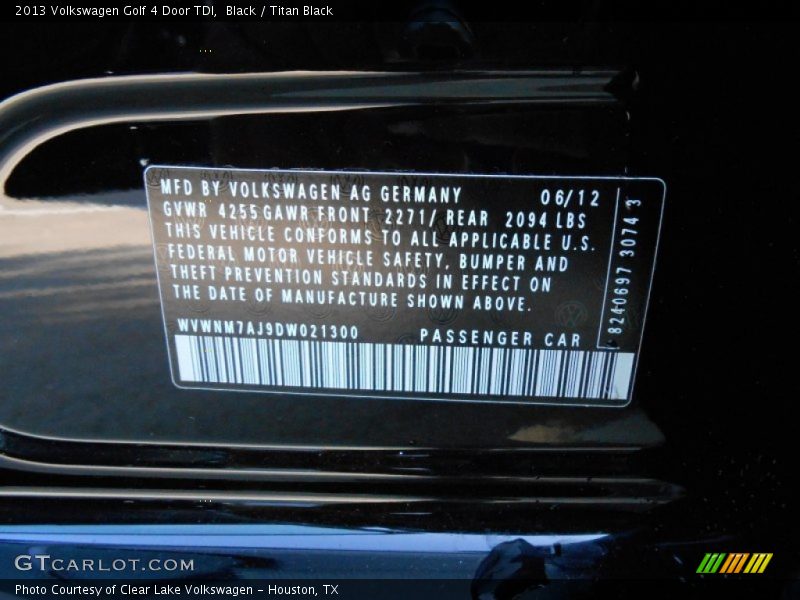 2013 Volkswagen Golf 4 Door TDI, Black / Titan Black
MFD BY VOLKSWAGEN AG GERMANY 06/12
GVWR 4255 GAWR FRONT 2271/ REAR 2094 LBS
THIS VEHICLE CONFORMS TO ALL APPLICABLE U.S.
FEDERAL MOTOR VEHICLE SAFETY, BUMPER AND
THEFT PREVENTION STANDARDS IN EFFECT ON
THE DATE OF MANUFACTURE SHOWN ABOVE.
WVWNM7AJ9DW021300 PASSENGER CAR
8240697 3074 3
GTCARLOT.COM
Photo Courtesy of Clear Lake Volkswagen - Houston, TX